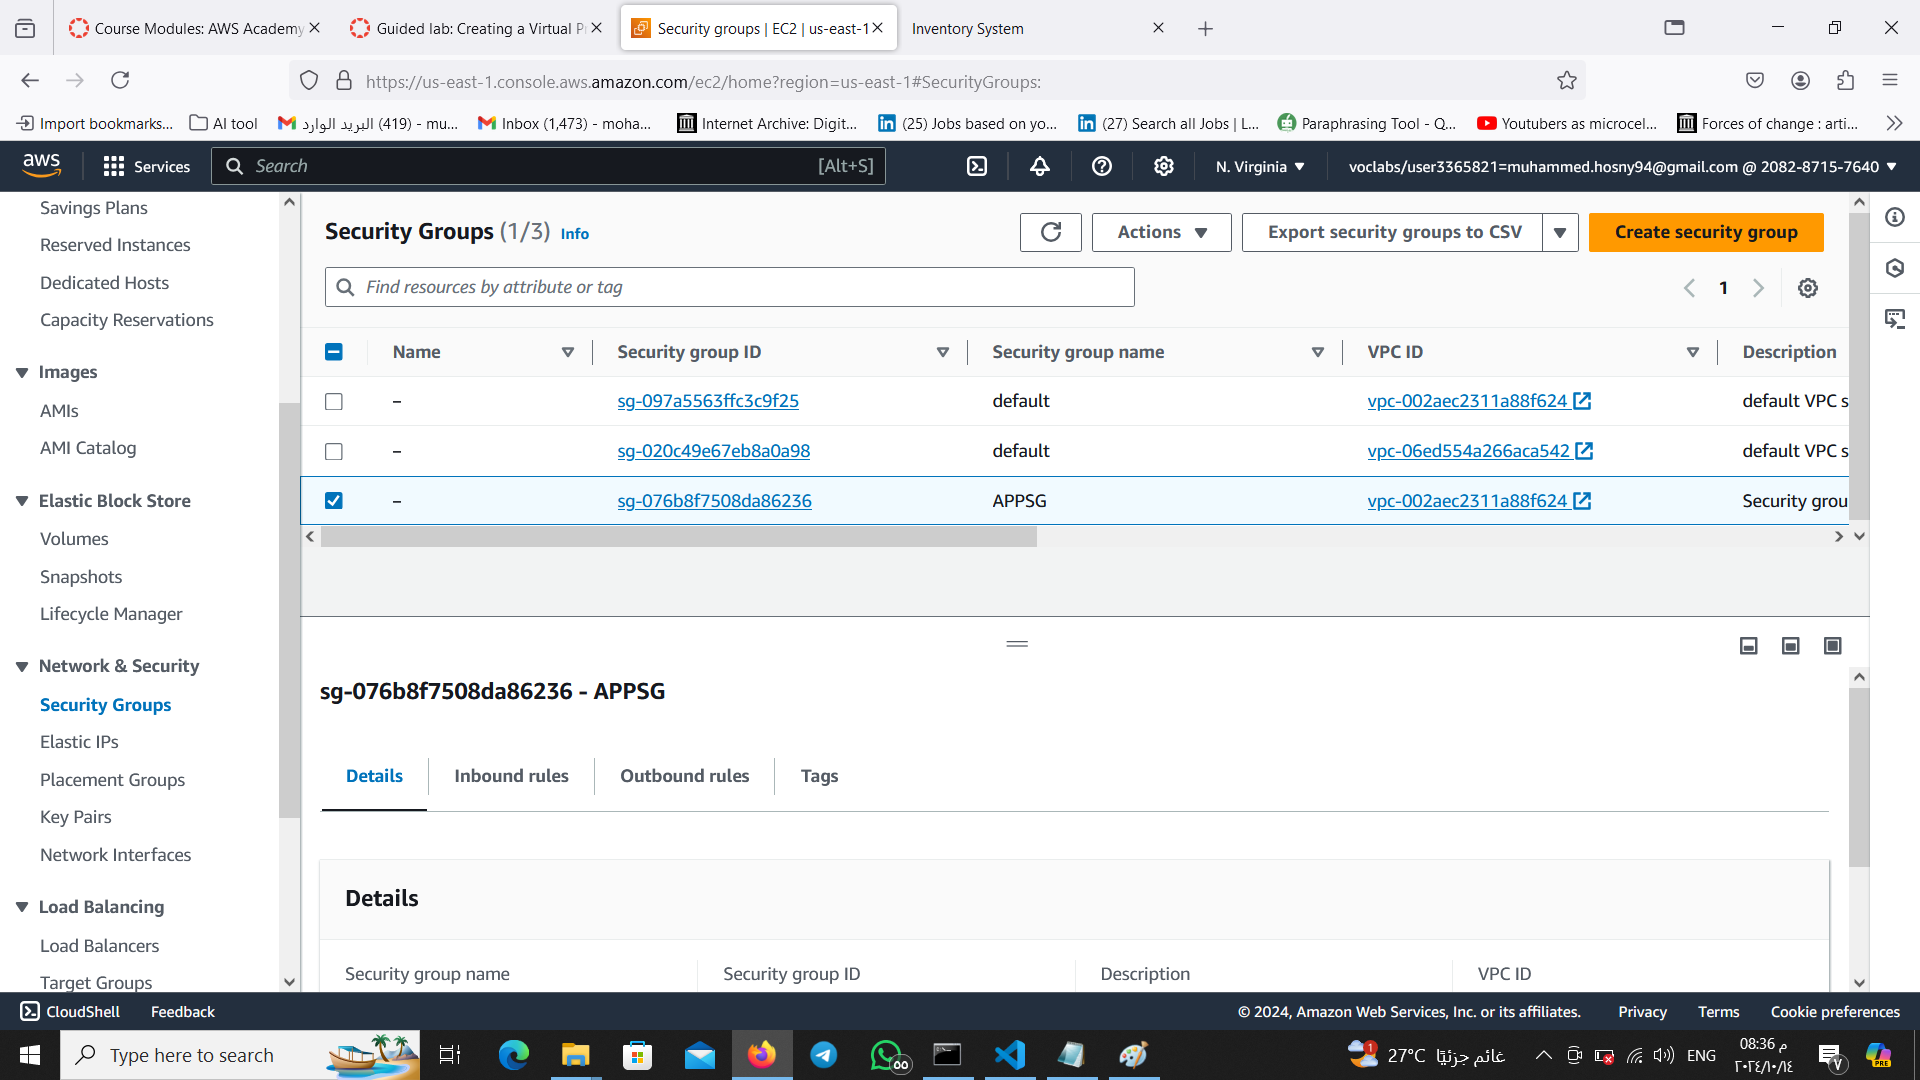 Course Modules: AWS Academy
Guided lab: Creating a Virtual Pr
Security groups | EC2 | us-east-1
Inventory System
https://us-east-1.console.aws.amazon.com/ec2/home?region=us-east-1#SecurityGroups:
Import bookmarks...
AI tool
البريد الوارد (419) - mu...
Inbox (1,473) - moha...
Internet Archive: Digit...
(25) Jobs based on yo...
(27) Search all Jobs | L...
Paraphrasing Tool - Q...
Youtubers as microcel...
Forces of change : arti...
aws
Services
Search
[Alt+S]
N. Virginia
voclabs/user3365821=muhammed.hosny94@gmail.com @ 2082-8715-7640
Savings Plans
Reserved Instances
Dedicated Hosts
Capacity Reservations
Images
AMIs
AMI Catalog
Elastic Block Store
Volumes
Snapshots
Lifecycle Manager
Network & Security
Security Groups
Elastic IPs
Placement Groups
Key Pairs
Network Interfaces
Load Balancing
Load Balancers
Target Groups
Security Groups (1/3) Info
Actions
Export security groups to CSV
Create security group
Find resources by attribute or tag
1
Name
Security group ID
Security group name
VPC ID
Description
–
sg-097a5563ffc3c9f25
default
vpc-002aec2311a88f624
default VPC s
–
sg-020c49e67eb8a0a98
default
vpc-06ed554a266aca542
default VPC s
–
sg-076b8f7508da86236
APPSG
vpc-002aec2311a88f624
Security grou
sg-076b8f7508da86236 - APPSG
Details
Inbound rules
Outbound rules
Tags
Details
Security group name
Security group ID
Description
VPC ID
CloudShell
Feedback
© 2024, Amazon Web Services, Inc. or its affiliates.
Privacy
Terms
Cookie preferences
Type here to search
1
27°C غائم جزئيًا
ENG
08:36 م
٢٠٢٤/١٠/١٤
V
PRE